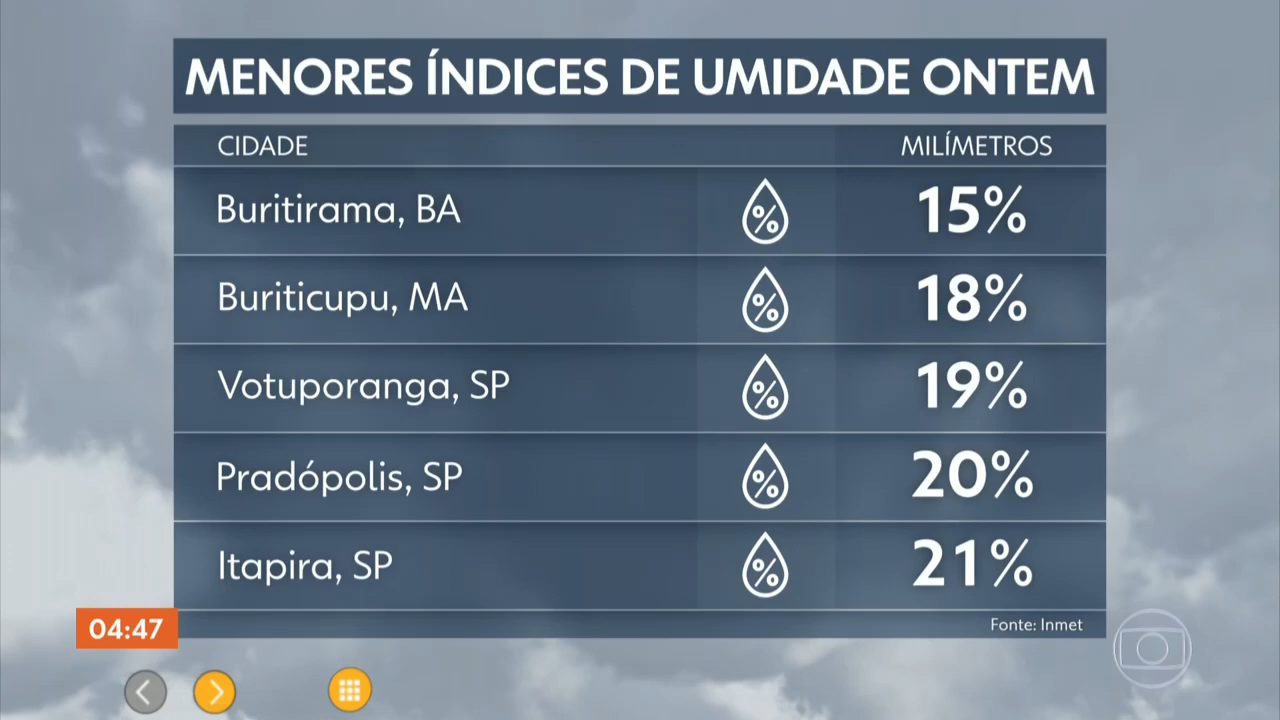 MENORES ÍNDICES DE UMIDADE ONTEM
CIDADE MILÍMETROS
Buritirama, BA % 15%
Buriticupu, MA % 18%
Votuporanga, SP % 19%
Pradópolis, SP % 20%
Itapira, SP % 21%
Fonte: Inmet
04:47